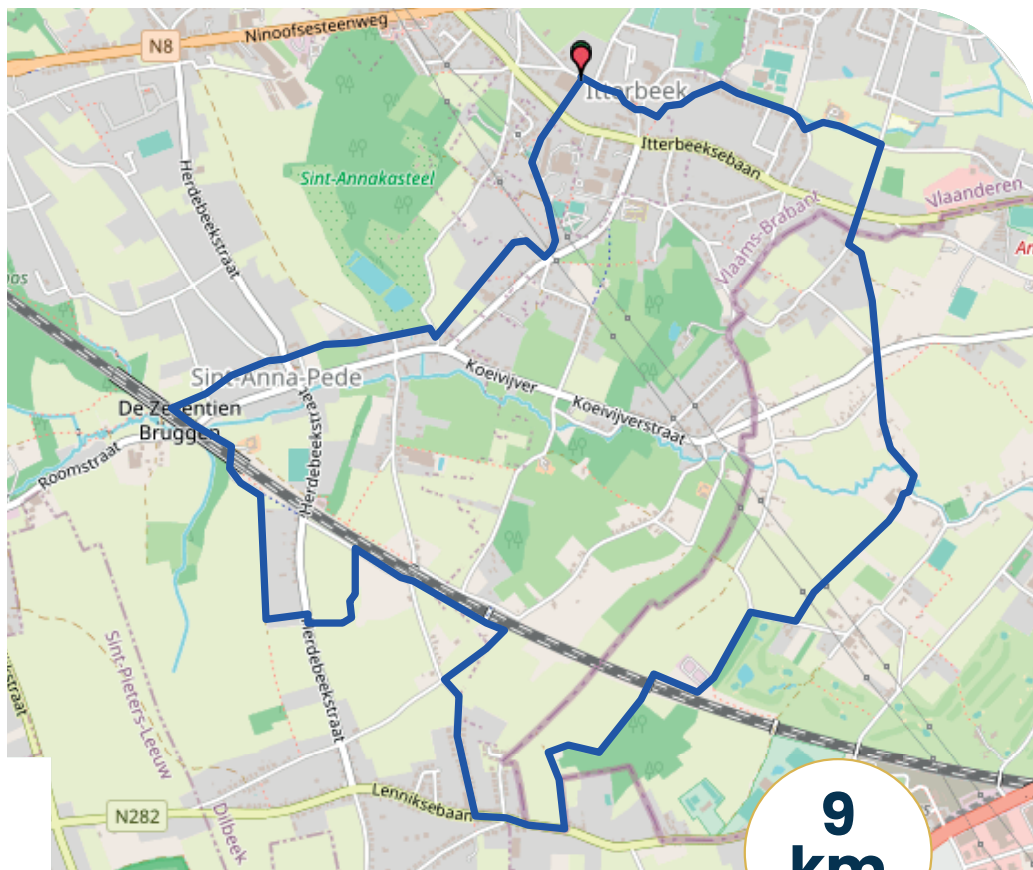 Ninoofsesteenweg
N8
Itterbeek
Itterbeeksebaan
Herdebeekstraat
Sint-Annakasteel
Vlaanderen
Vlaams-Brabant
Sint-Anna-Pede
Koeivijver
Koeivijverstraat
De Zeventien
Bruggen
Roomstraat
Herdebeekstraat
Herdebeekstraat
Sint-Pieters-Leeuw
Dilbeek
N282
Lenniksebaan
9
km